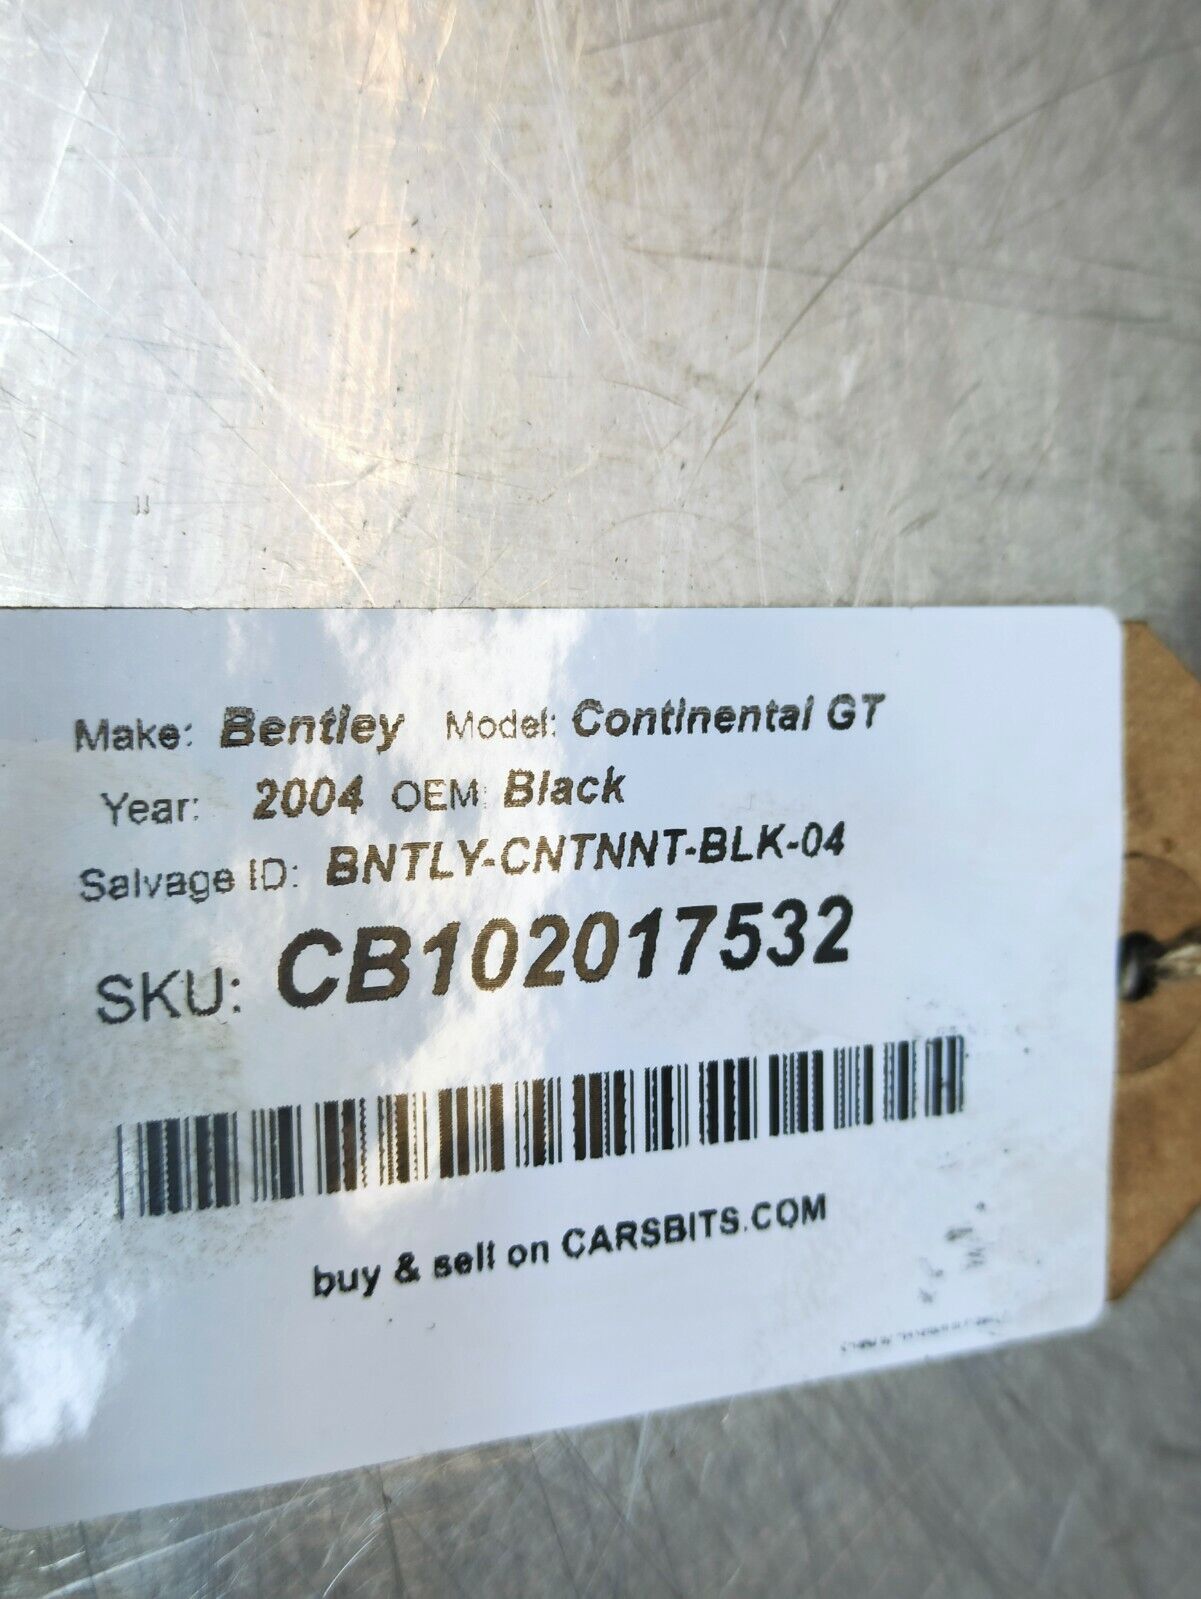 Make: Bentley Model: Continental GT
Year: 2004 OEM: Black
Salvage ID: BNTLY-CNTNNT-BLK-04
SKU: CB102017532
buy & sell on CARSBITS.COM